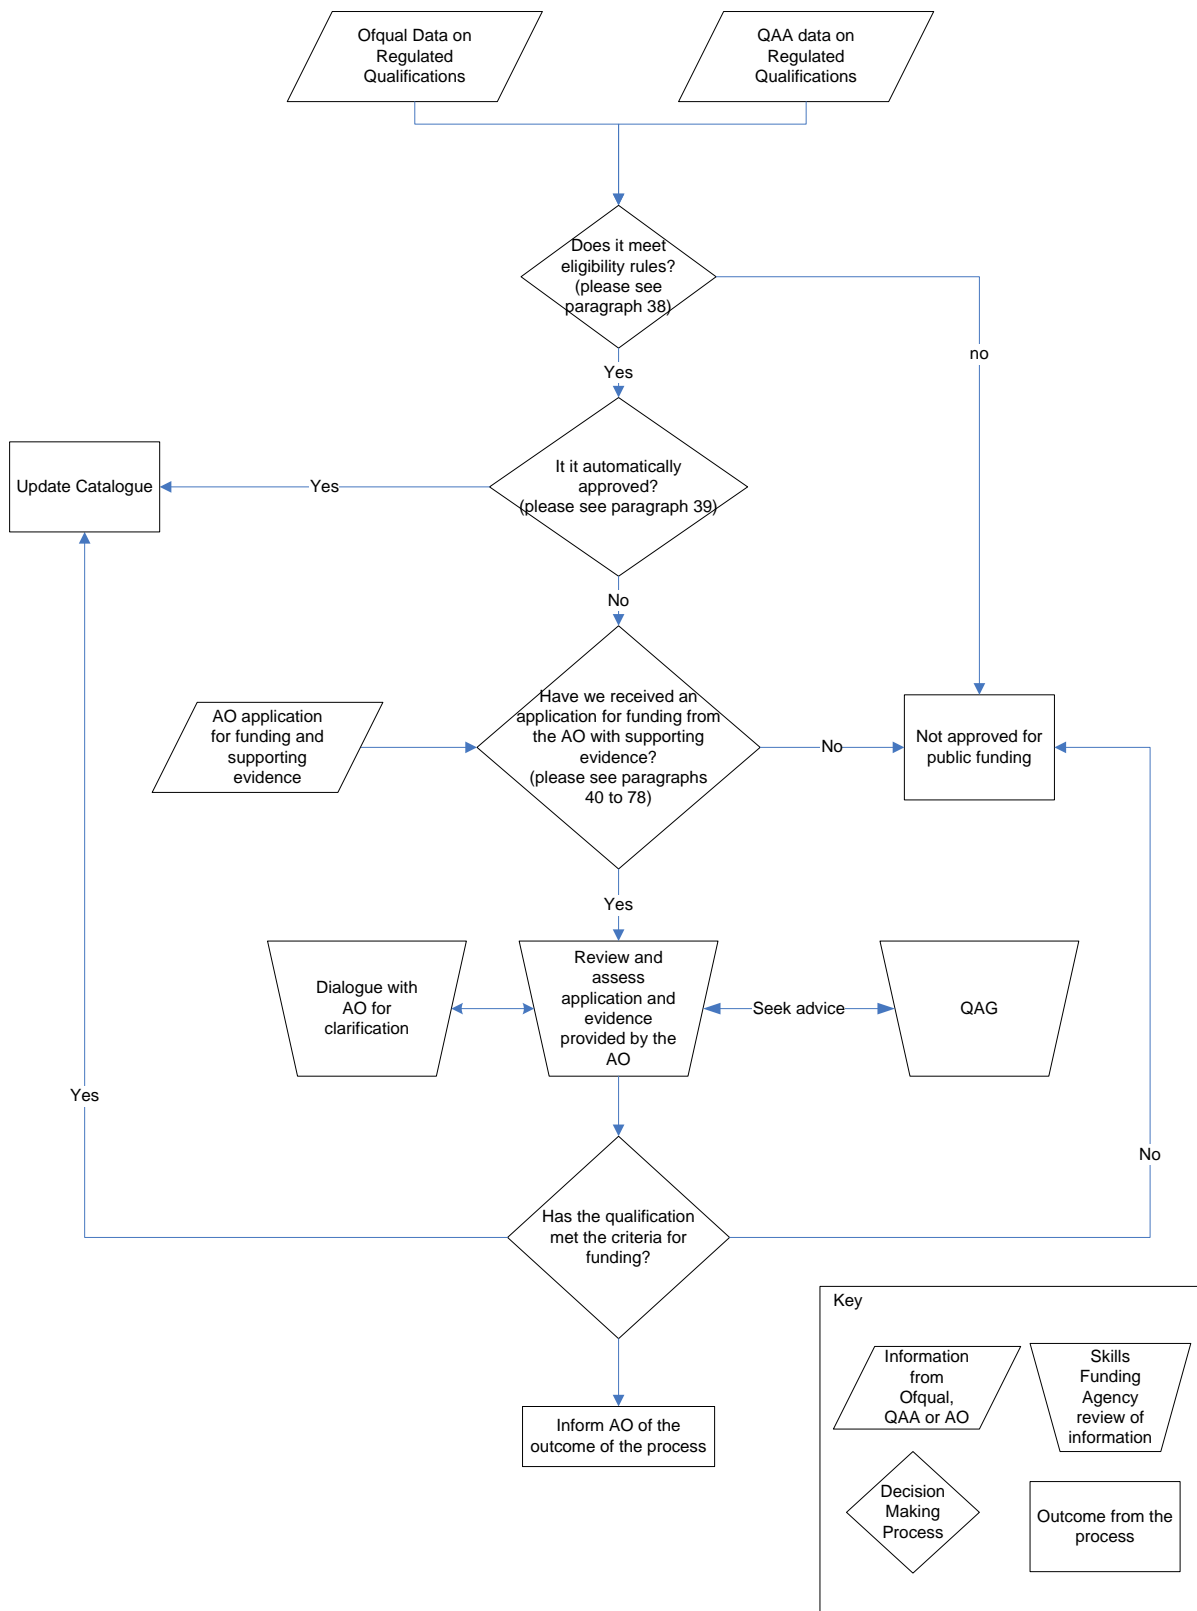 Ofqual Data on
Regulated
Qualifications
QAA data on
Regulated
Qualifications
Does it meet
eligibility rules?
(please see
paragraph 38)
no
Yes
Update Catalogue
Yes
It it automatically
approved?
(please see paragraph 39)
No
AO application
for funding and
supporting
evidence
Have we received an
application for funding from
the AO with supporting
evidence?
(please see paragraphs
40 to 78)
No
Not approved for
public funding
Yes
Dialogue with
AO for
clarification
Review and
assess
application and
evidence
provided by the
AO
Seek advice
QAG
Yes
No
Has the qualification
met the criteria for
funding?
Inform AO of the
outcome of the process
Key
Information
from
Ofqual,
QAA or AO
Skills
Funding
Agency
review of
information
Decision
Making
Process
Outcome from the
process